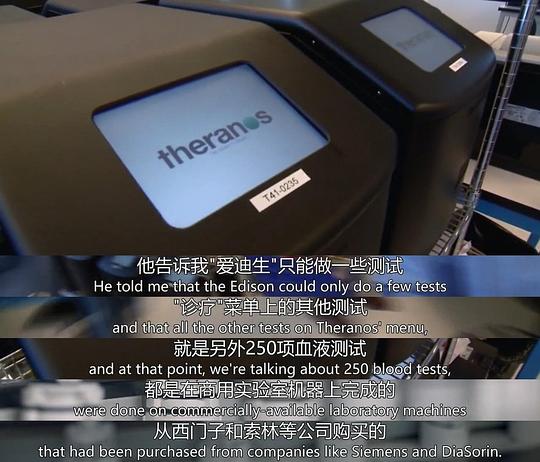 theranos
T41-0235
他告诉我"爱迪生"只能做一些测试
He told me that the Edison could only do a few tests
"诊疗"菜单上的其他测试
and that all the other tests on Theranos' menu,
就是另外250项血液测试
and at that point, we're talking about 250 blood tests,
都是在商用实验室机器上完成的
were done on commercially-available laboratory machines
从西门子和索林等公司购买的
that had been purchased from companies like Siemens and DiaSorin.